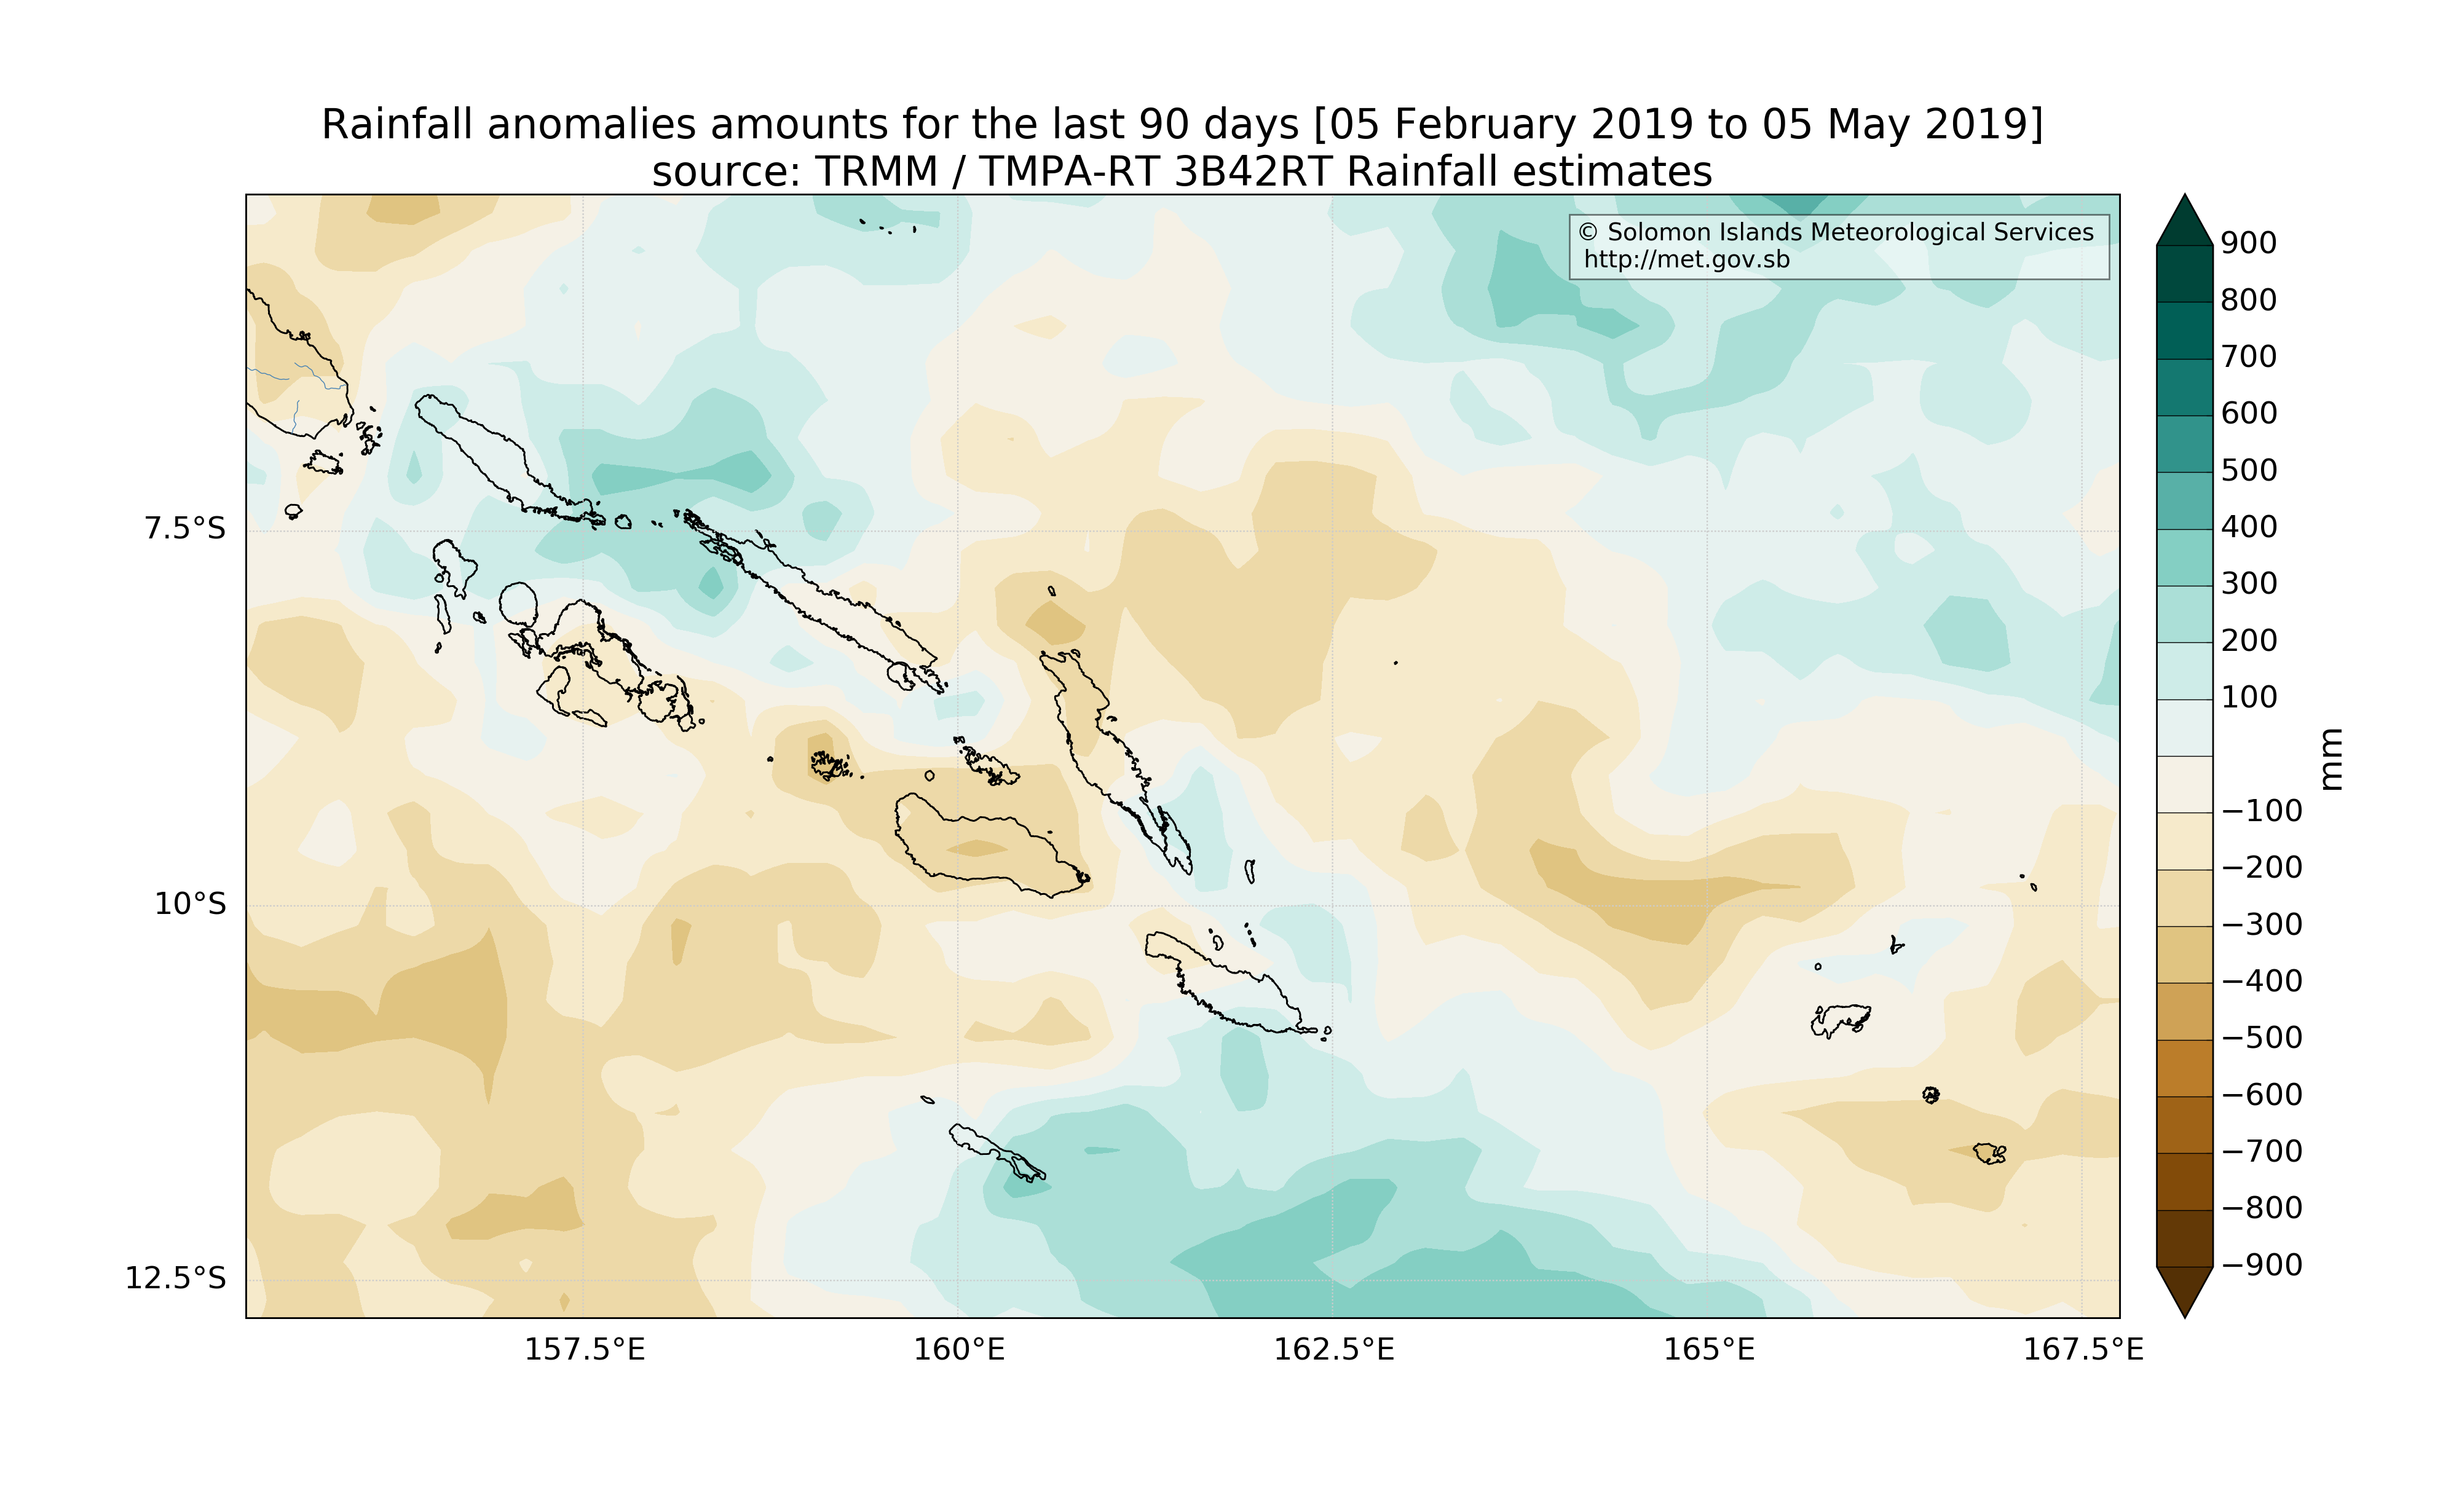 Rainfall anomalies amounts for the last 90 days [05 February 2019 to 05 May 2019]
source: TRMM / TMPA-RT 3B42RT Rainfall estimates
© Solomon Islands Meteorological Services
http://met.gov.sb
7.5°S
10°S
12.5°S
157.5°E
160°E
162.5°E
165°E
167.5°E
900
800
700
600
500
400
300
200
100
−100
−200
−300
−400
−500
−600
−700
−800
−900
mm